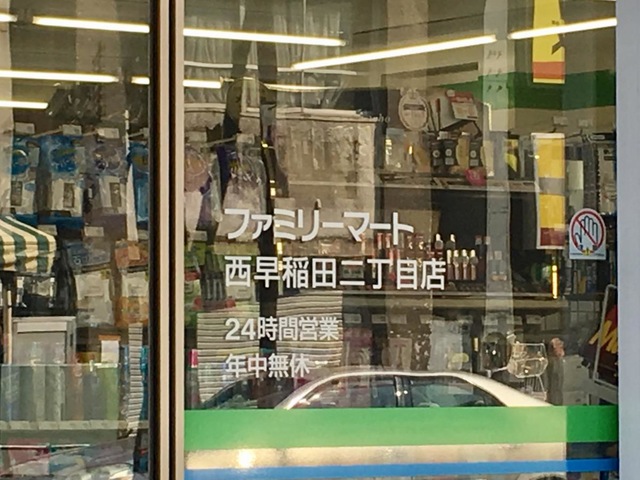 ファミリーマート
西早稲田二丁目店
24時間営業
年中無休